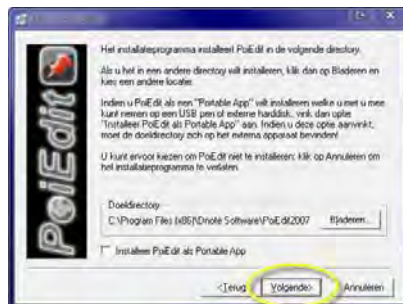 PoiEdit
Het installatieprogramma installeert PoiEdit in de volgende directory.
Als u het in een andere directory wilt installeren, klik dan op Bladeren en
kies een andere locatie.
Indien u PoiEdit als een "Portable App" wilt installeren welke u met u mee
kunt nemen op een USB pen of externe harddisk, vink dan optie
"Installeer PoiEdit als Portable App" aan. Indien u deze optie aanvinkt,
moet de doeldirectory zich op het externa apparaat bevinden!
U kunt ervoor kiezen om PoiEdit niet te installeren: klik op Annuleren om
het installatieprogramma te verlaten.
Doeldirectory
C:\Program Files (x86)\Dnote Software\PoiEdit2007
Bladeren...
Installeer PoiEdit als Portable App
<Terug
Volgende>
Annuleren